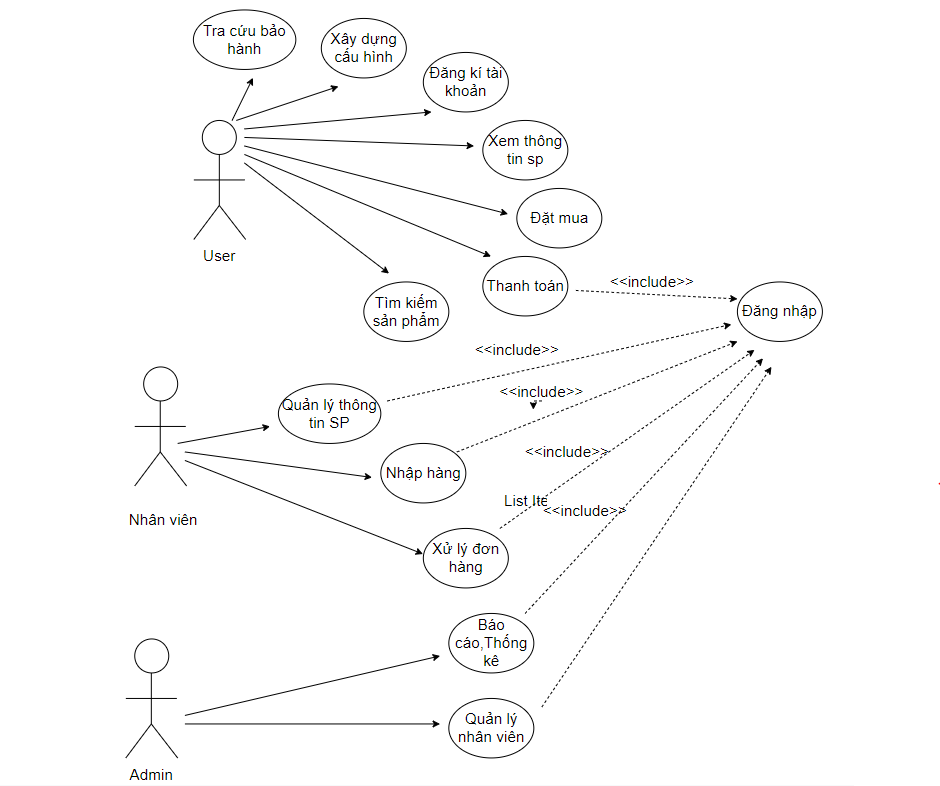 Tra cứu bảo
hành
Xây dựng
cấu hình
Đăng kí tài
khoản
Xem thông
tin sp
Đặt mua
User
Thanh toán
<<include>>
Đăng nhập
Tìm kiếm
sản phẩm
<<include>>
Quản lý thông
tin SP
<<include>>
Nhập hàng
<<include>>
Nhân viên
List Ite
<<include>>
Xử lý đơn
hàng
Báo
cáo,Thống
kê
Quản lý
nhân viên
Admin